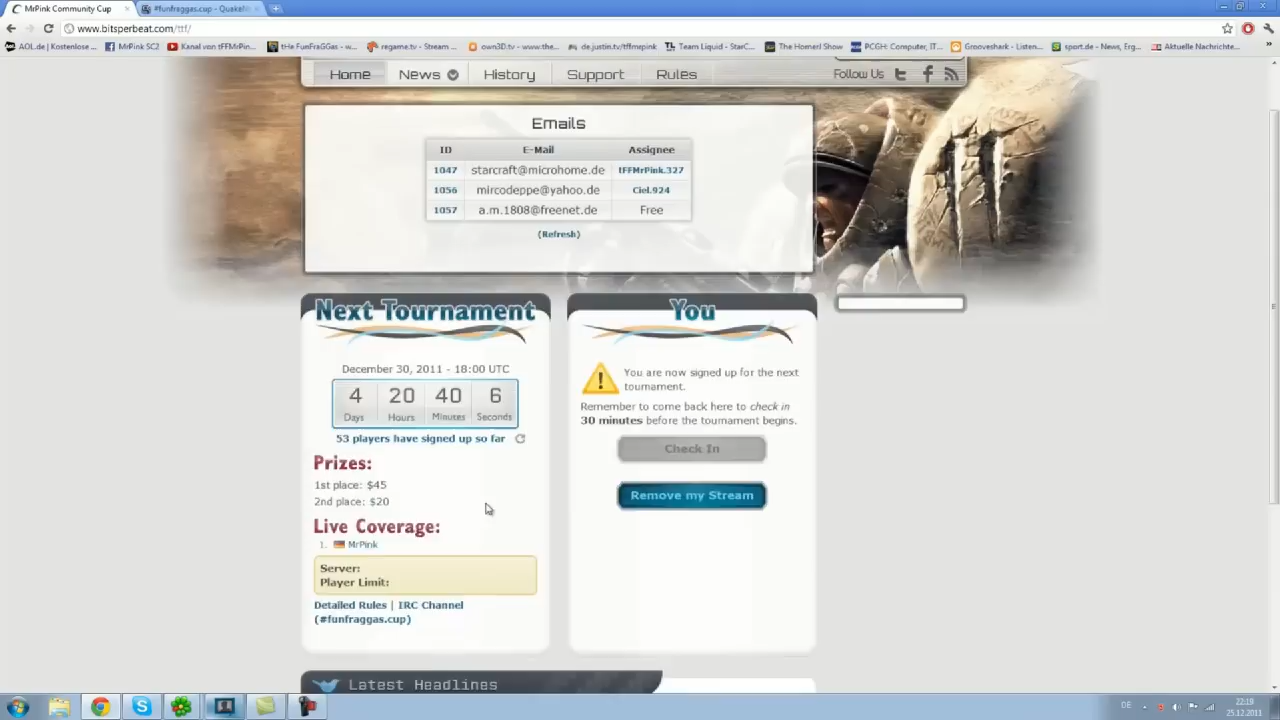 MrPink Community Cup
#funfraggas.cup - QuakeN
www.bitsperbeat.com/ttf/
AOL.de | Kostenlose ...
MrPink SC2
Kanal von tFFMrPin...
tHe FunFraGGas - w...
regame.tv - Stream ...
own3D.tv - www.the...
de.justin.tv/tffmepink
Team Liquid - StarC...
The HomerJ Show
PCGH: Computer, IT...
Grooveshark - Listen...
sport.de - News, Erg...
Aktuelle Nachrichte...
Home
News
History
Support
Rules
Follow Us
Emails
ID E-Mail Assignee
1047 starcraft@microhome.de tFFMrPink.327
1056 mircodeppe@yahoo.de Ciel.924
1057 a.m.1808@freenet.de Free
(Refresh)
Next Tournament
December 30, 2011 - 18:00 UTC
4 20 40 6
Days Hours Minutes Seconds
53 players have signed up so far
Prizes:
1st place: $45
2nd place: $20
Live Coverage:
1. MrPink
Server:
Player Limit:
Detailed Rules | IRC Channel
(#funfraggas.cup)
You
You are now signed up for the next
tournament.
Remember to come back here to check in
30 minutes before the tournament begins.
Check In
Remove my Stream
Latest Headlines
DE
22:19
25.12.2011